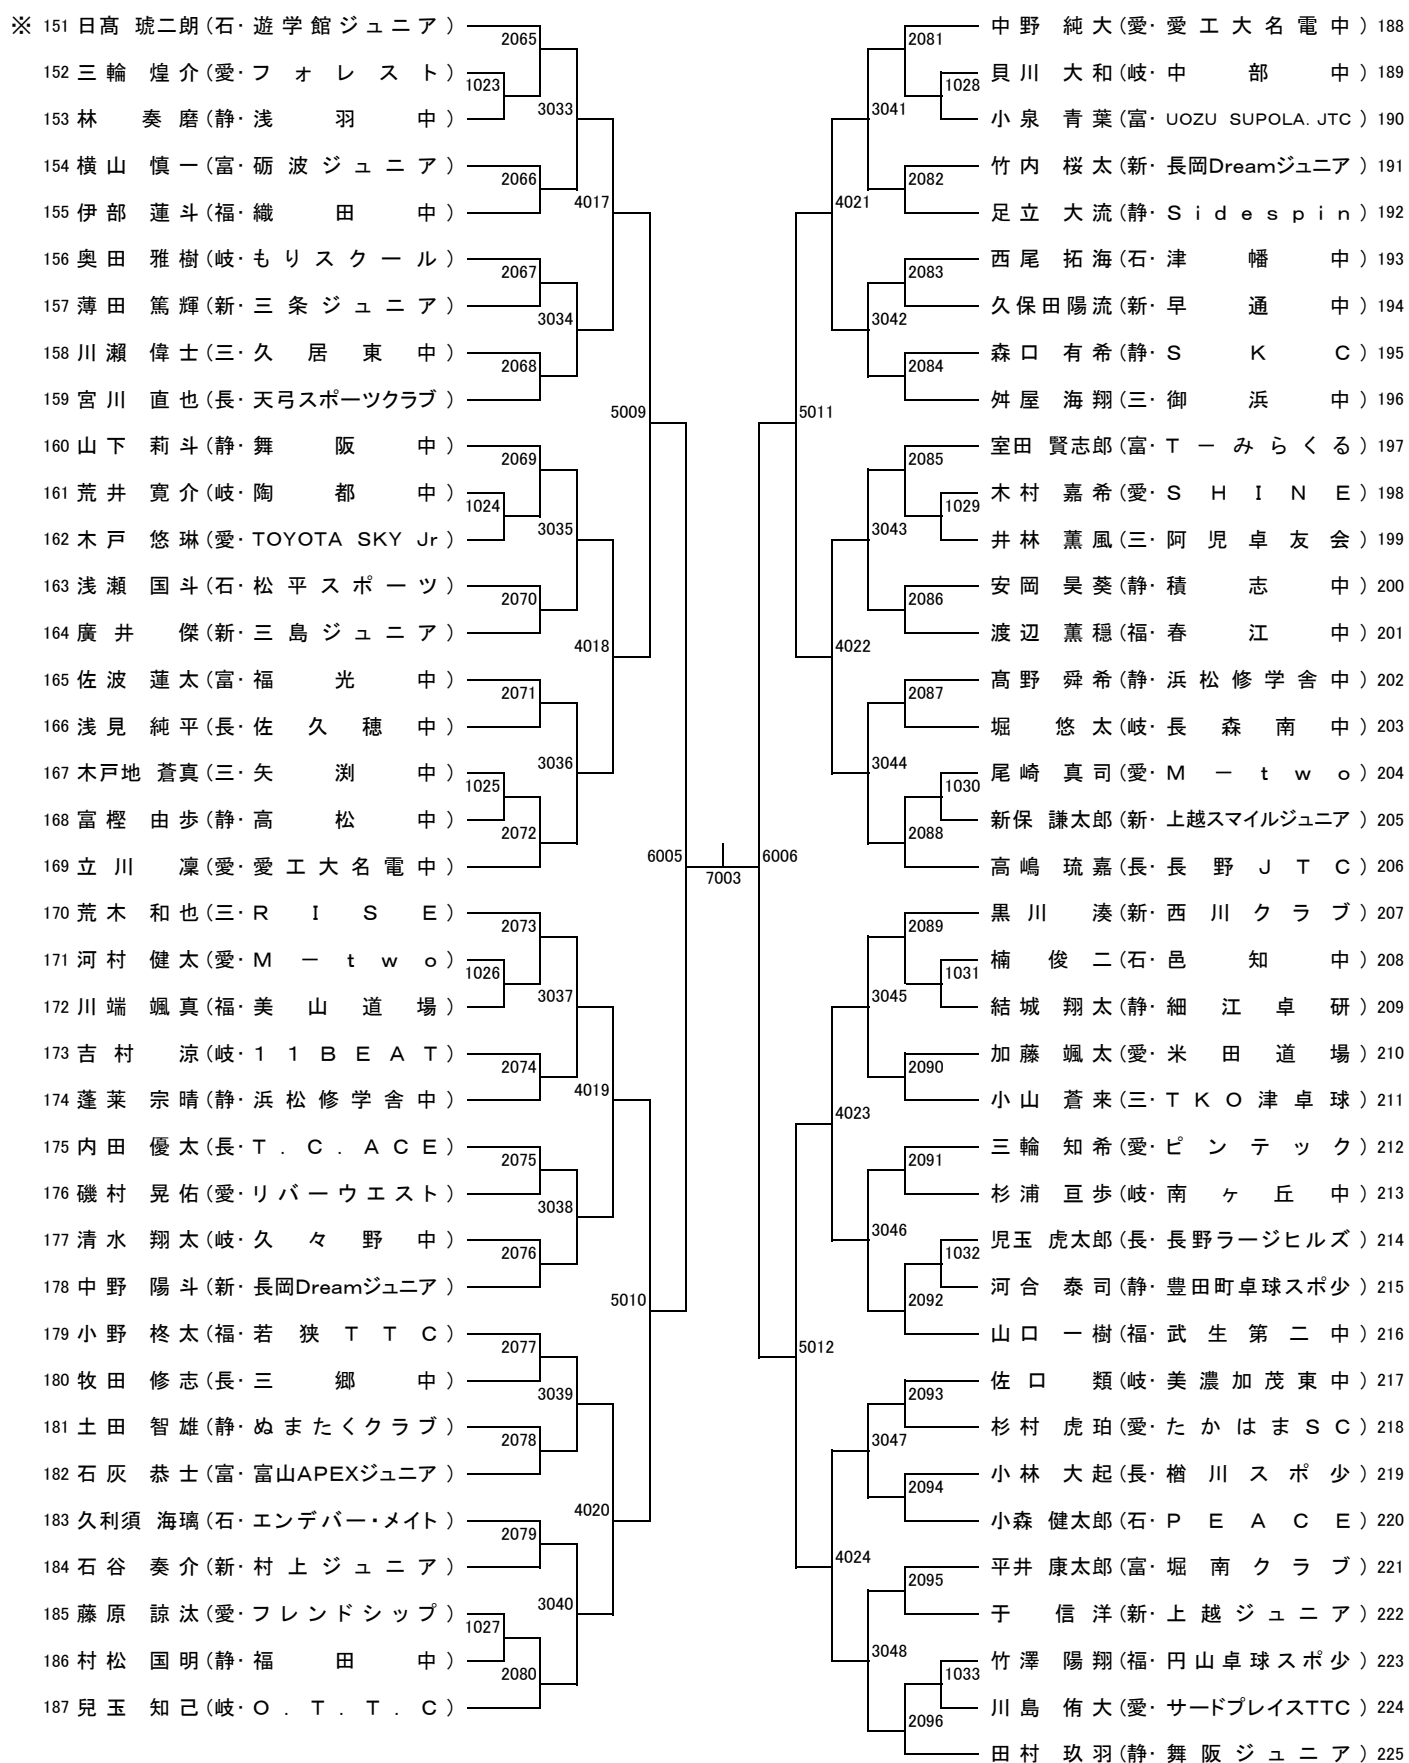 ※ 151 日髙 琥二朗 (石・遊学館ジュニア)
152 三輪 煌介 (愛・フォレスト)
153 林 奏磨 (静・浅羽中)
154 横山 慎一 (富・砺波ジュニア)
155 伊部 蓮斗 (福・織田中)
156 奥田 雅樹 (岐・もりスクール)
157 薄田 篤輝 (新・三条ジュニア)
158 川瀬 偉士 (三・久居東中)
159 宮川 直也 (長・天弓スポーツクラブ)
160 山下 莉斗 (静・舞阪中)
161 荒井 寛介 (岐・陶都中)
162 木戸 悠琳 (愛・TOYOTA SKY Jr)
163 浅瀬 国斗 (石・松平スポーツ)
164 廣井 傑 (新・三島ジュニア)
165 佐波 蓮太 (富・福光中)
166 浅見 純平 (長・佐久穂中)
167 木戸地 蒼真 (三・矢渕中)
168 富樫 由歩 (静・高松中)
169 立川 凜 (愛・愛工大名電中)
170 荒木 和也 (三・RISE)
171 河村 健太 (愛・M－two)
172 川端 颯真 (福・美山道場)
173 吉村 涼 (岐・11BEAT)
174 蓬莱 宗晴 (静・浜松修学舎中)
175 内田 優太 (長・T.C.ACE)
176 磯村 晃佑 (愛・リバーウエスト)
177 清水 翔太 (岐・久々野中)
178 中野 陽斗 (新・長岡Dreamジュニア)
179 小野 柊太 (福・若狭TTC)
180 牧田 修志 (長・三郷中)
181 土田 智雄 (静・ぬまたくクラブ)
182 石灰 恭士 (富・富山APEXジュニア)
183 久利須 海璃 (石・エンデバー・メイト)
184 石谷 奏介 (新・村上ジュニア)
185 藤原 諒汰 (愛・フレンドシップ)
186 村松 国明 (静・福田中)
187 兒玉 知己 (岐・O.T.T.C)
2065
1023
3033
2066
4017
2067
3034
2068
5009
2069
1024
3035
2070
4018
2071
3036
1025
2072
6005
7003
2073
1026
3037
2074
4019
2075
3038
2076
5010
2077
3039
2078
4020
2079
3040
1027
2080
2081
1028
3041
2082
4021
2083
3042
2084
5011
2085
1029
3043
2086
4022
2087
3044
1030
2088
6006
2089
1031
3045
2090
4023
2091
3046
1032
2092
5012
2093
3047
2094
4024
2095
3048
1033
2096
中野 純大 (愛・愛工大名電中) 188
貝川 大和 (岐・中部中) 189
小泉 青葉 (富・UOZU SUPOLA. JTC) 190
竹内 桜太 (新・長岡Dreamジュニア) 191
足立 大流 (静・Sidespin) 192
西尾 拓海 (石・津幡中) 193
久保田陽流 (新・早通中) 194
森口 有希 (静・SKC) 195
舛屋 海翔 (三・御浜中) 196
室田 賢志郎 (富・T－みらくる) 197
木村 嘉希 (愛・SHINE) 198
井林 薫風 (三・阿児卓友会) 199
安岡 昊葵 (静・積志中) 200
渡辺 薫穏 (福・春江中) 201
髙野 舜希 (静・浜松修学舎中) 202
堀 悠太 (岐・長森南中) 203
尾崎 真司 (愛・M－two) 204
新保 謙太郎 (新・上越スマイルジュニア) 205
高嶋 琉嘉 (長・長野JTC) 206
黒川 湊 (新・西川クラブ) 207
楠 俊二 (石・邑知中) 208
結城 翔太 (静・細江卓研) 209
加藤 颯太 (愛・米田道場) 210
小山 蒼来 (三・TKO津卓球) 211
三輪 知希 (愛・ピンテック) 212
杉浦 亘歩 (岐・南ヶ丘中) 213
児玉 虎太郎 (長・長野ラージヒルズ) 214
河合 泰司 (静・豊田町卓球スポ少) 215
山口 一樹 (福・武生第二中) 216
佐口 類 (岐・美濃加茂東中) 217
杉村 虎珀 (愛・たかはまSC) 218
小林 大起 (長・楢川スポ少) 219
小森 健太郎 (石・PEACE) 220
平井 康太郎 (富・堀南クラブ) 221
于 信洋 (新・上越ジュニア) 222
竹澤 陽翔 (福・円山卓球スポ少) 223
川島 侑大 (愛・サードプレイスTTC) 224
田村 玖羽 (静・舞阪ジュニア) 225